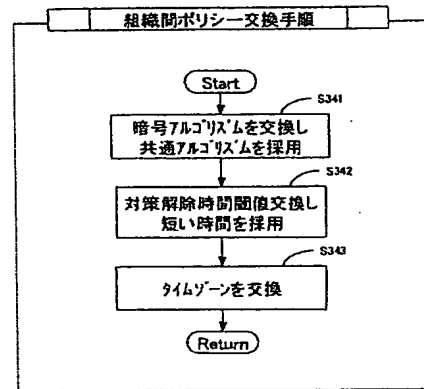 組織間ポリシー交換手順
Start
S341
暗号アルゴリズムを交換し
共通アルゴリズムを採用
S342
対策解除時間閾値交換し
短い時間を採用
S343
タイムゾーンを交換
Return